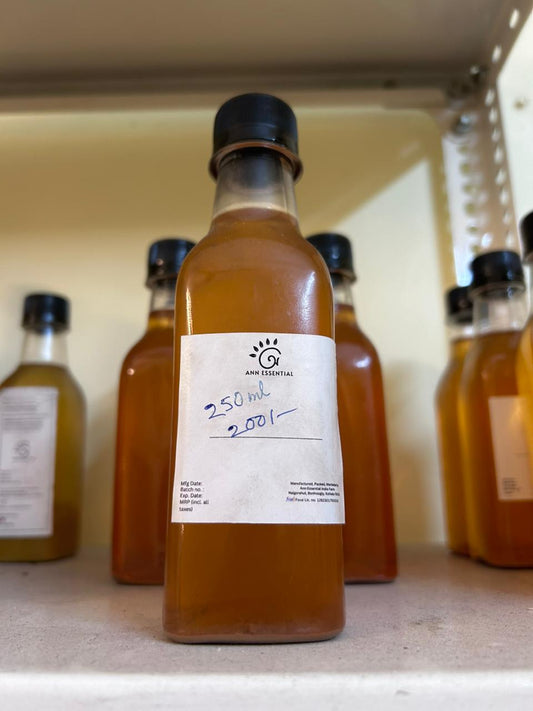 ANN ESSENTIAL
250ml
200/-
Mfg Date:
Batch no. :
Exp. Date:
MRP (incl. all
taxes)
Manufactured, Packed, Marketed by
Ann Essential India Farm